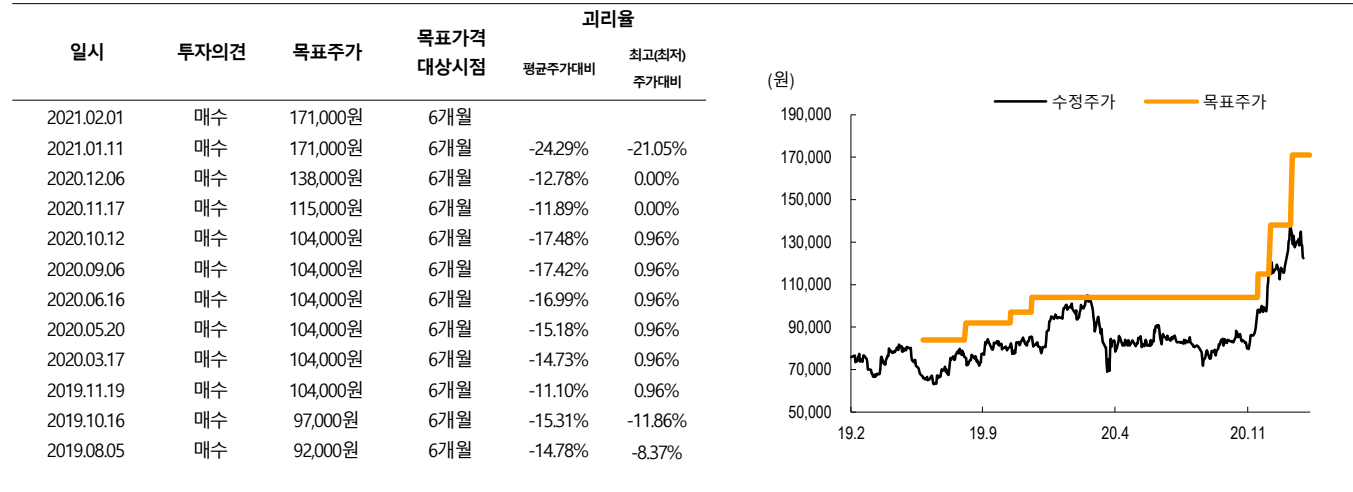 괴리율
일시 투자의견 목표주가 목표가격 대상시점 평균주가대비 최고(최저) 주가대비
2021.02.01 매수 171,000원 6개월
2021.01.11 매수 171,000원 6개월 -24.29% -21.05%
2020.12.06 매수 138,000원 6개월 -12.78% 0.00%
2020.11.17 매수 115,000원 6개월 -11.89% 0.00%
2020.10.12 매수 104,000원 6개월 -17.48% 0.96%
2020.09.06 매수 104,000원 6개월 -17.42% 0.96%
2020.06.16 매수 104,000원 6개월 -16.99% 0.96%
2020.05.20 매수 104,000원 6개월 -15.18% 0.96%
2020.03.17 매수 104,000원 6개월 -14.73% 0.96%
2019.11.19 매수 104,000원 6개월 -11.10% 0.96%
2019.10.16 매수 97,000원 6개월 -15.31% -11.86%
2019.08.05 매수 92,000원 6개월 -14.78% -8.37%
(원)
수정주가 목표주가
190,000
170,000
150,000
130,000
110,000
90,000
70,000
50,000
19.2 19.9 20.4 20.11